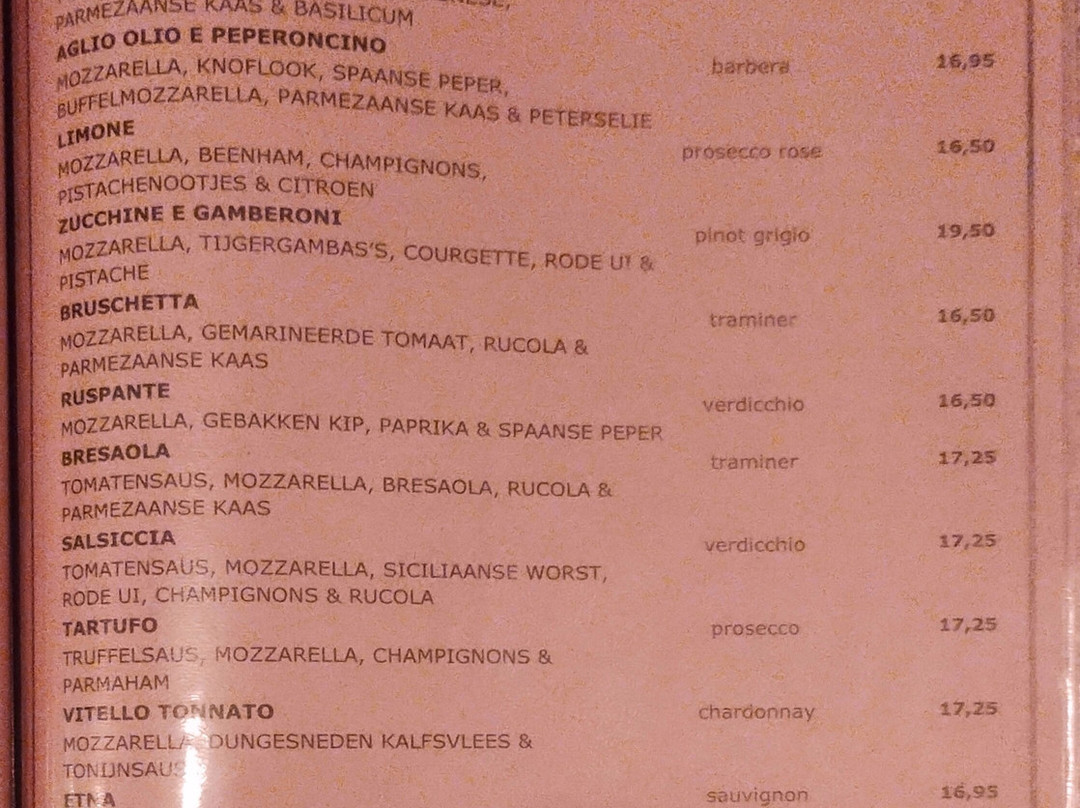 PARMEZAANSE KAAS & BASILICUM
AGLIO OLIO E PEPERONCINO barbera 16,95
MOZZARELLA, KNOFLOOK, SPAANSE PEPER,
BUFFELMOZZARELLA, PARMEZAANSE KAAS & PETERSELIE
LIMONE prosecco rose 16,50
MOZZARELLA, BEENHAM, CHAMPIGNONS,
PISTACHENOOTJES & CITROEN
ZUCCHINE E GAMBERONI pinot grigio 19,50
MOZZARELLA, TIJGERGAMBAS'S, COURGETTE, RODE UI &
PISTACHE
BRUSCHETTA traminer 16,50
MOZZARELLA, GEMARINEERDE TOMAAT, RUCOLA &
PARMEZAANSE KAAS
RUSPANTE verdicchio 16,50
MOZZARELLA, GEBAKKEN KIP, PAPRIKA & SPAANSE PEPER
BRESAOLA traminer 17,25
TOMATENSAUS, MOZZARELLA, BRESAOLA, RUCOLA &
PARMEZAANSE KAAS
SALSICCIA verdicchio 17,25
TOMATENSAUS, MOZZARELLA, SICILIAANSE WORST,
RODE UI, CHAMPIGNONS & RUCOLA
TARTUFO prosecco 17,25
TRUFFELSAUS, MOZZARELLA, CHAMPIGNONS &
PARMAHAM
VITELLO TONNATO chardonnay 17,25
MOZZARELLA, DUNGESNEDEN KALFSVLEES &
TONIJNSAUS
ETNA sauvignon 16,95